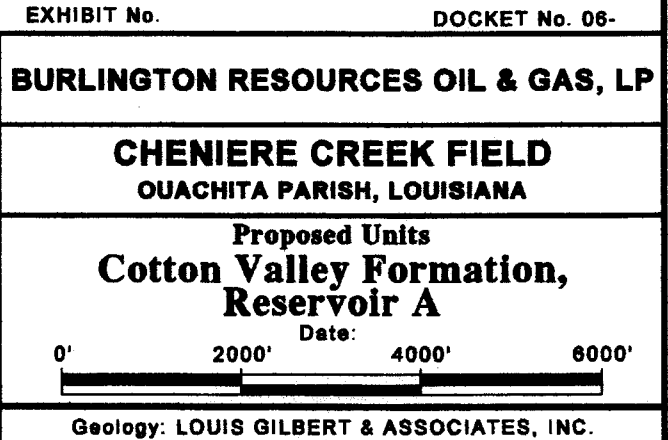 EXHIBIT No. DOCKET No. 06-
BURLINGTON RESOURCES OIL & GAS, LP
CHENIERE CREEK FIELD
OUACHITA PARISH, LOUISIANA
Proposed Units
Cotton Valley Formation,
Reservoir A
Date:
0' 2000' 4000' 6000'
Geology: LOUIS GILBERT & ASSOCIATES, INC.